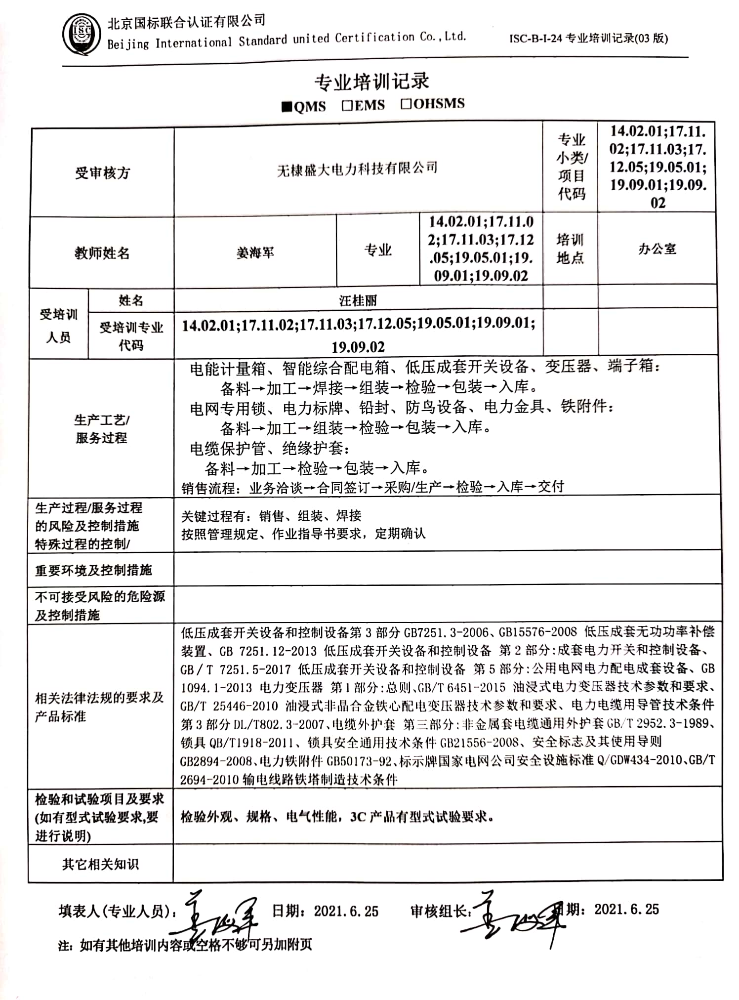 ISC
北京国标联合认证有限公司
Beijing International Standard united Certification Co.,Ltd.
ISC-B-I-24 专业培训记录(03 版)
专业培训记录
■QMS □EMS □OHSMS
受审核方
无棣盛大电力科技有限公司
专业
小类/
项目
代码
14.02.01;17.11.
02;17.11.03;17.
12.05;19.05.01;
19.09.01;19.09.
02
教师姓名
姜海军
专业
14.02.01;17.11.0
2;17.11.03;17.12
.05;19.05.01;19.
09.01;19.09.02
培训
地点
办公室
受培训
人员
姓名
汪桂丽
受培训专业
代码
14.02.01;17.11.02;17.11.03;17.12.05;19.05.01;19.09.01;
19.09.02
生产工艺/
服务过程
电能计量箱、智能综合配电箱、低压成套开关设备、变压器、端子箱：
备料→加工→焊接→组装→检验→包装→入库。
电网专用锁、电力标牌、铅封、防鸟设备、电力金具、铁附件：
备料→加工→组装→检验→包装→入库。
电缆保护管、绝缘护套：
备料→加工→检验→包装→入库。
销售流程：业务洽谈→合同签订→采购/生产→检验→入库→交付
生产过程/服务过程
的风险及控制措施
特殊过程的控制/
关键过程有：销售、组装、焊接
按照管理规定、作业指导书要求，定期确认
重要环境及控制措施
不可接受风险的危险源
及控制措施
相关法律法规的要求及
产品标准
低压成套开关设备和控制设备第 3 部分 GB7251.3-2006、GB15576-2008 低压成套无功功率补偿
装置、GB 7251.12-2013 低压成套开关设备和控制设备 第 2 部分:成套电力开关和控制设备、
GB／T 7251.5-2017 低压成套开关设备和控制设备 第 5 部分:公用电网电力配电成套设备、GB
1094.1-2013 电力变压器 第 1 部分:总则、GB/T 6451-2015 油浸式电力变压器技术参数和要求、
GB/T 25446-2010 油浸式非晶合金铁心配电变压器技术参数和要求、电力电缆用导管技术条件
第 3 部分 DL/T802.3-2007、电缆外护套 第三部分:非金属套电缆通用外护套 GB/T 2952.3-1989、
锁具 QB/T1918-2011、锁具安全通用技术条件 GB21556-2008、安全标志及其使用导则
GB2894-2008、电力铁附件 GB50173-92、标示牌国家电网公司安全设施标准 Q/GDW434-2010、GB/T
2694-2010 输电线路铁塔制造技术条件
检验和试验项目及要求
(如有型式试验要求,要
进行说明)
检验外观、规格、电气性能，3C 产品有型式试验要求。
其它相关知识
填表人(专业人员)：姜海军 日期：2021.6.25 审核组长：姜海军 日期：2021.6.25
注：如有其他培训内容或空格不够可另加附页